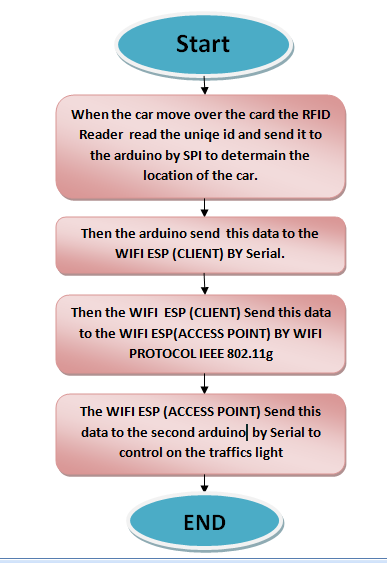 Start
When the car move over the card the RFID
Reader read the uniqe id and send it to
the arduino by SPI to determain the
location of the car.
Then the arduino send this data to the
WIFI ESP (CLIENT) BY Serial.
Then the WIFI ESP (CLIENT) Send this data
to the WIFI ESP(ACCESS POINT) BY WIFI
PROTOCOL IEEE 802.11g
The WIFI ESP (ACCESS POINT) Send this
data to the second arduino by Serial to
control on the traffics light
END